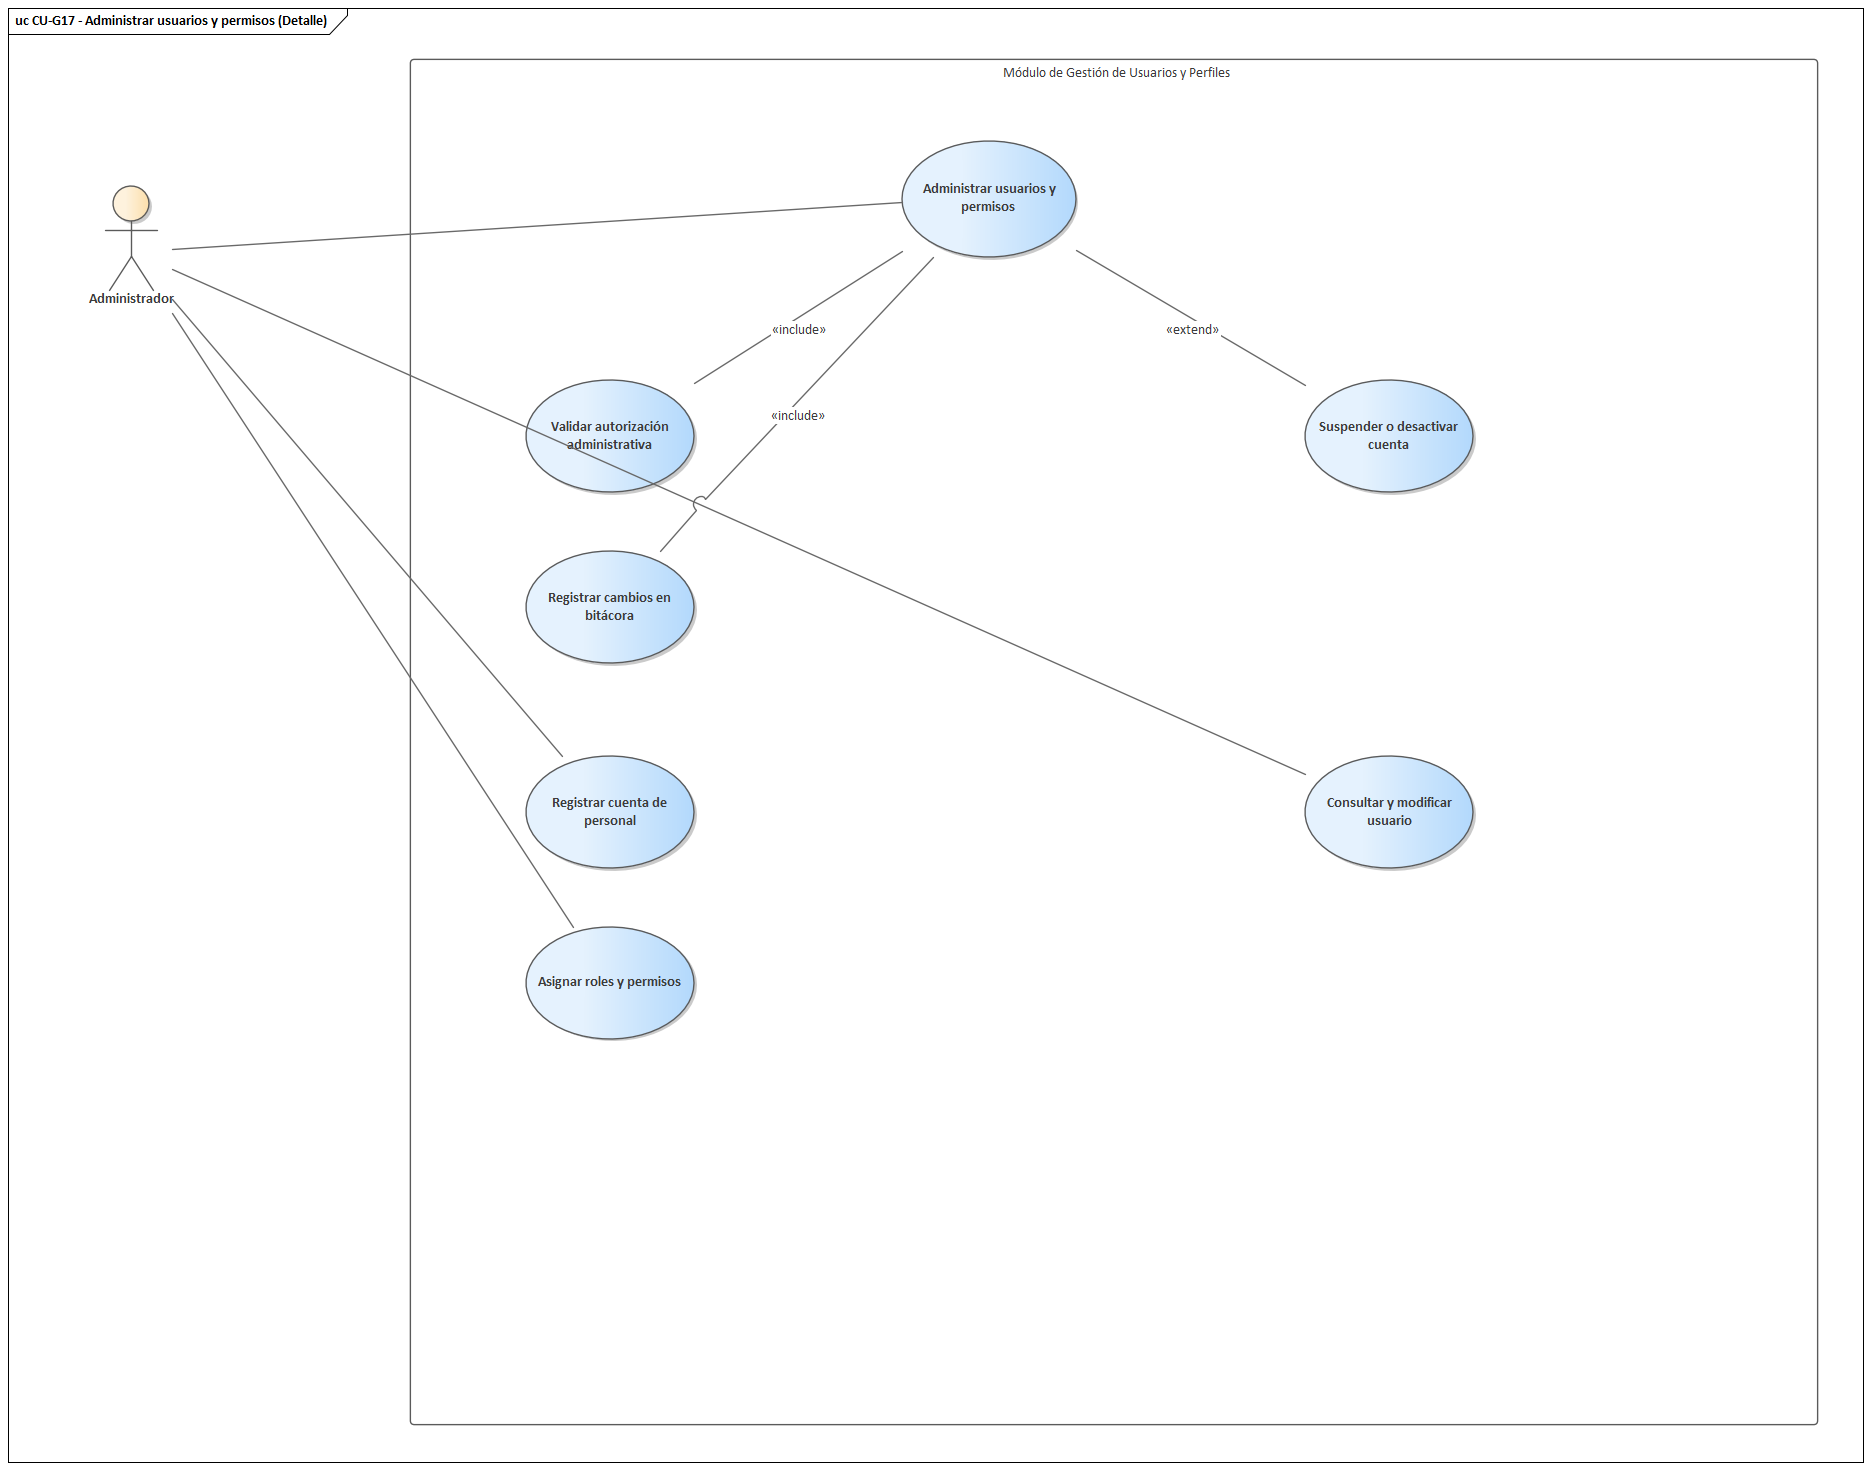 uc CU-G17 - Administrar usuarios y permisos (Detalle)
Módulo de Gestión de Usuarios y Perfiles
Administrar usuarios y
permisos
Administrador
«include»
«extend»
«include»
Validar autorización
administrativa
Suspender o desactivar
cuenta
Registrar cambios en
bitácora
Registrar cuenta de
personal
Consultar y modificar
usuario
Asignar roles y permisos